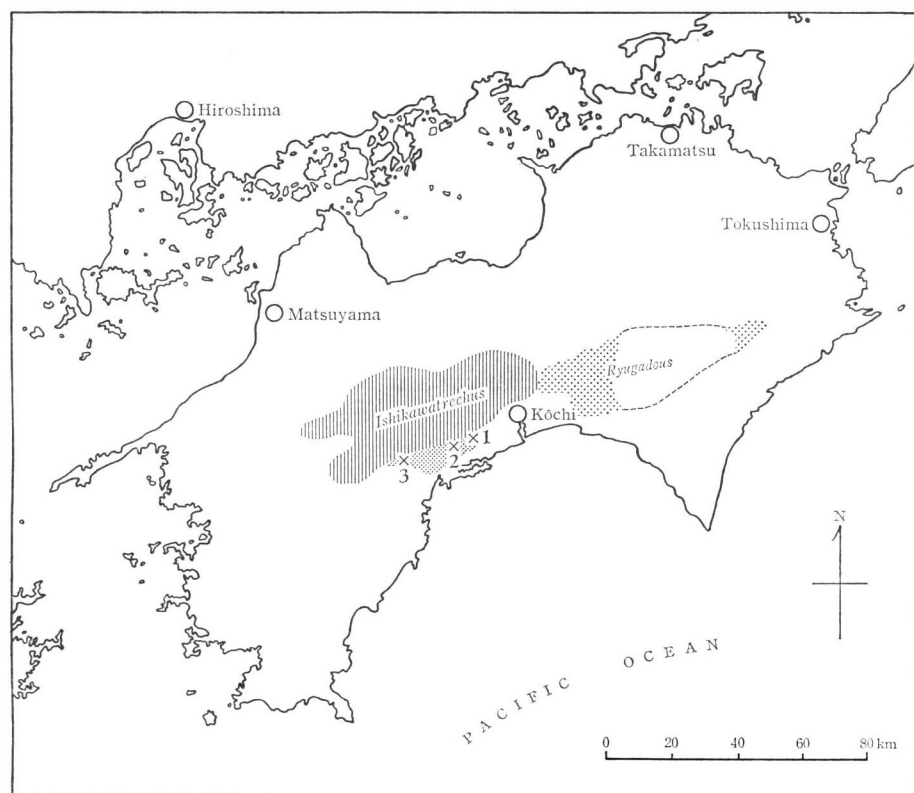 Hiroshima
Takamatsu
Tokushima
Matsuyama
Ryugadous
Ishikawatrechus
Kōchi
1
2
3
N
PACIFIC OCEAN
0 20 40 60 80 km